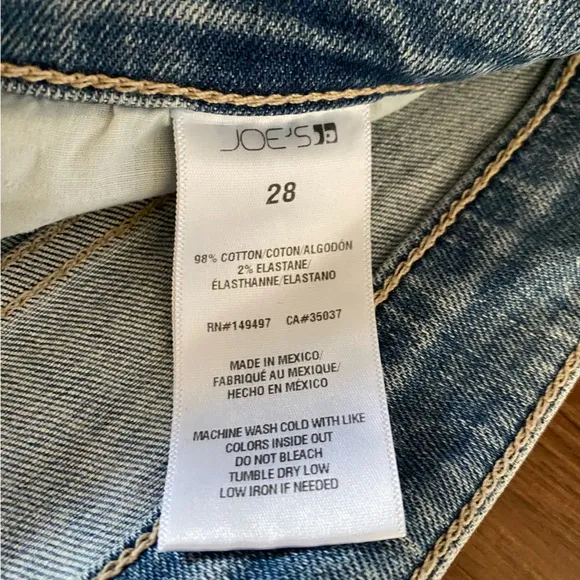 JOE'S
28
98% COTTON/COTON/ALGODÓN
2% ELASTANE/
ÉLASTHANNE/ELASTANO
RN#149497 CA#35037
MADE IN MEXICO/
FABRIQUÉ AU MEXIQUE/
HECHO EN MÉXICO
MACHINE WASH COLD WITH LIKE
COLORS INSIDE OUT
DO NOT BLEACH
TUMBLE DRY LOW
LOW IRON IF NEEDED